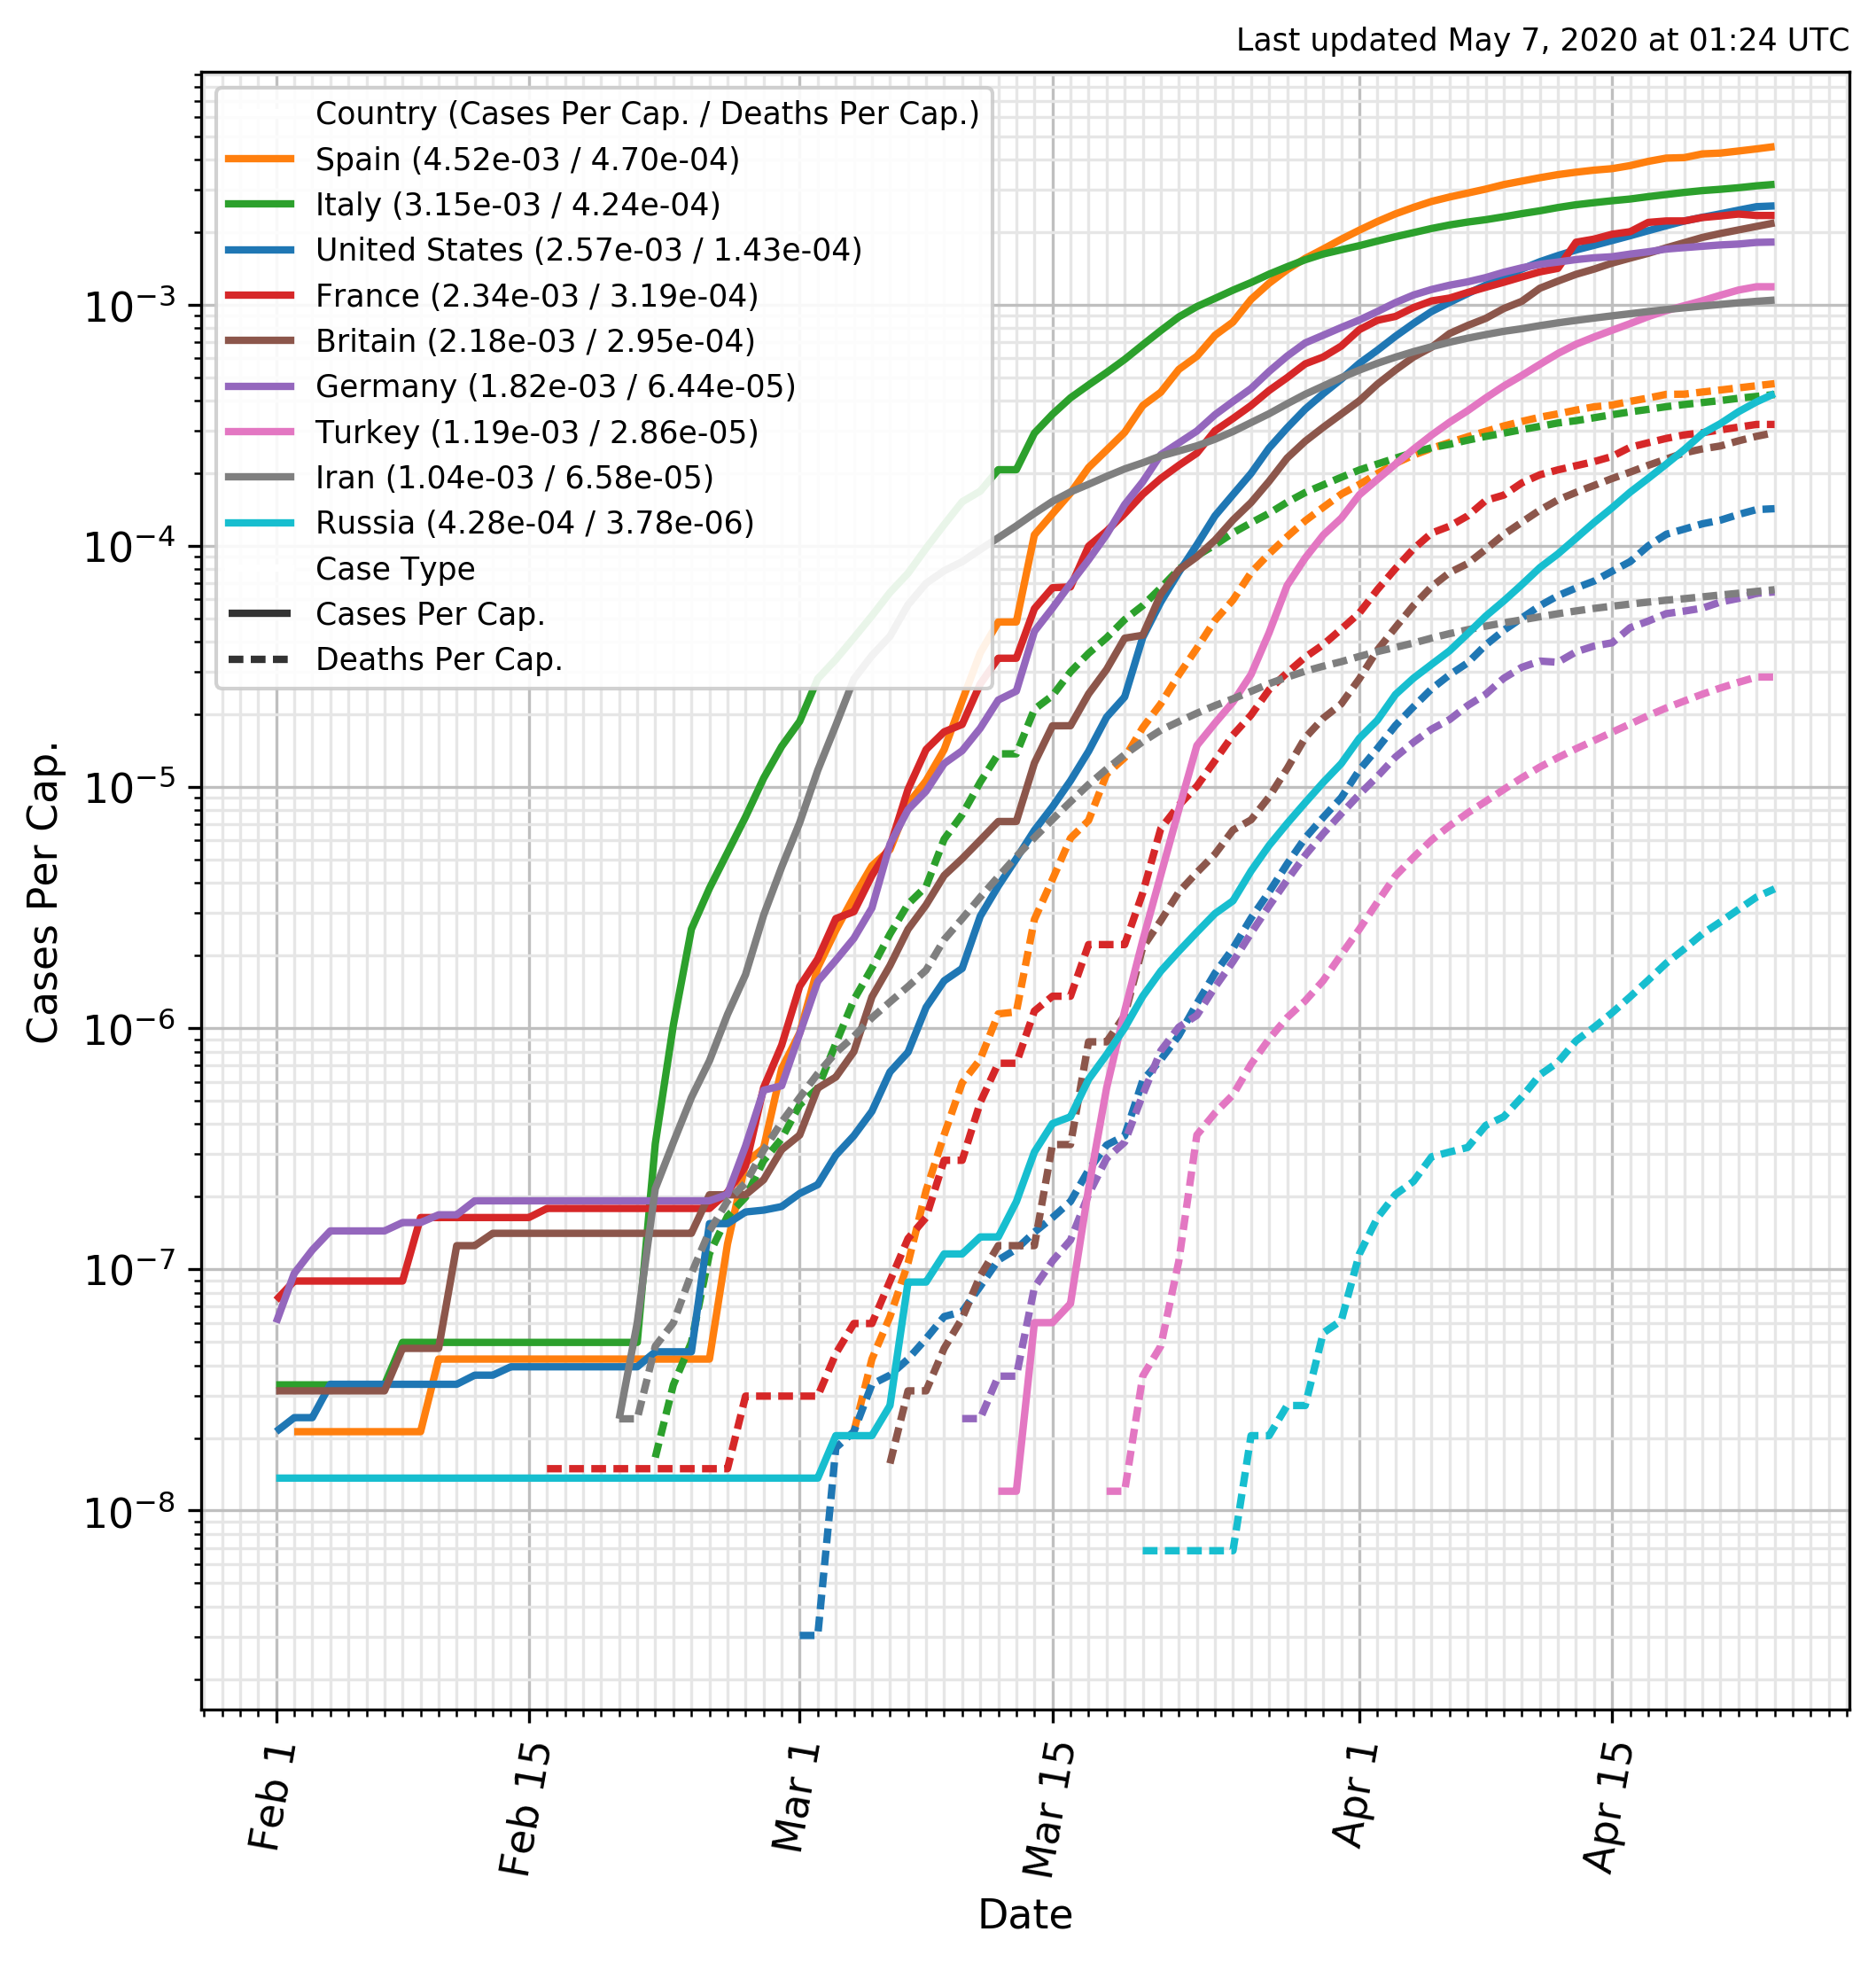 Last updated May 7, 2020 at 01:24 UTC
Country (Cases Per Cap. / Deaths Per Cap.)
Spain (4.52e-03 / 4.70e-04)
Italy (3.15e-03 / 4.24e-04)
United States (2.57e-03 / 1.43e-04)
France (2.34e-03 / 3.19e-04)
Britain (2.18e-03 / 2.95e-04)
Germany (1.82e-03 / 6.44e-05)
Turkey (1.19e-03 / 2.86e-05)
Iran (1.04e-03 / 6.58e-05)
Russia (4.28e-04 / 3.78e-06)
Case Type
Cases Per Cap.
Deaths Per Cap.
Cases Per Cap.
10⁻³
10⁻⁴
10⁻⁵
10⁻⁶
10⁻⁷
10⁻⁸
Feb 1
Feb 15
Mar 1
Mar 15
Apr 1
Apr 15
Date